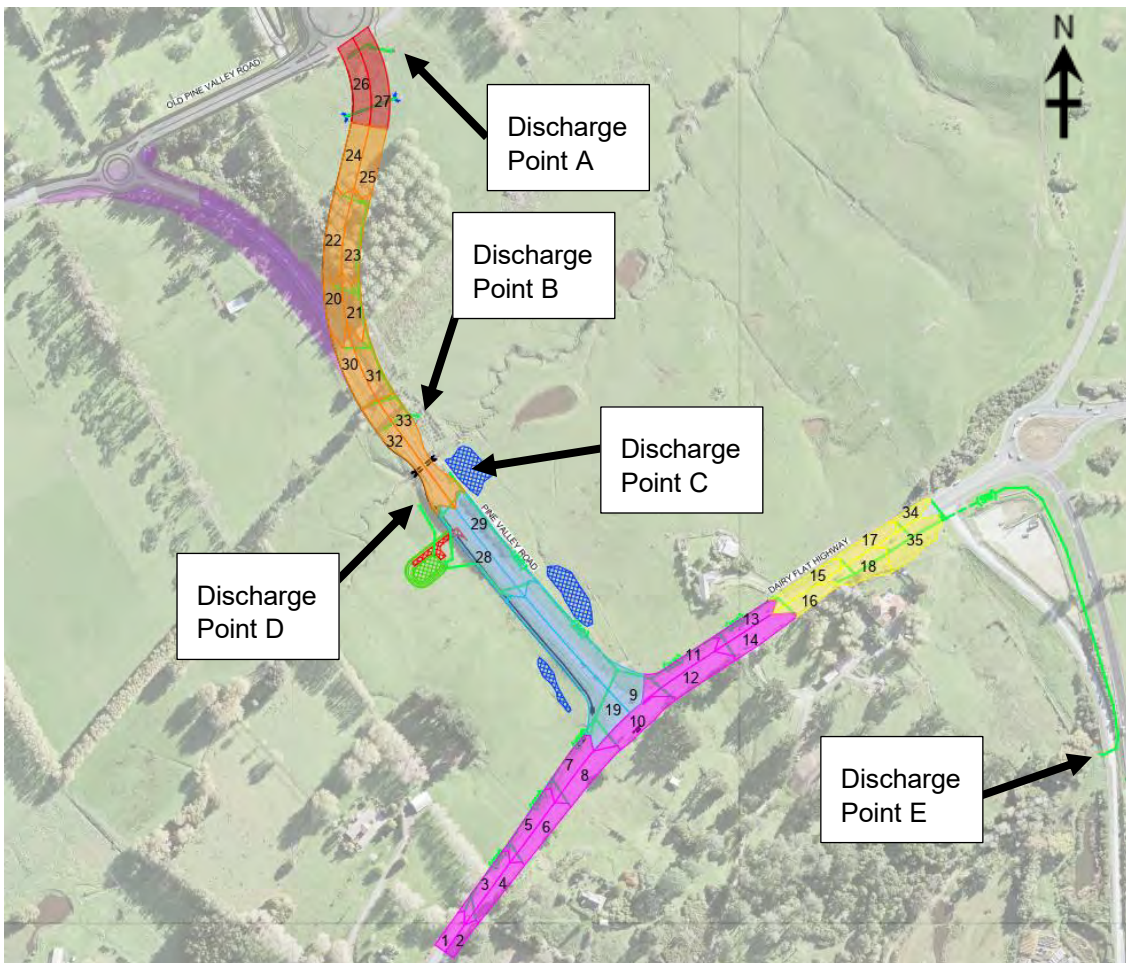 N
OLD PINE VALLEY ROAD
26
27
Discharge
Point A
24
25
22
23
Discharge
Point B
20
21
30
31
33
32
Discharge
Point C
29
PINE VALLEY ROAD
28
34
17
35
DAIRY FLAT HIGHWAY
15
18
16
Discharge
Point D
13
14
11
12
9
19
10
7
8
Discharge
Point E
5
6
3
4
1
2